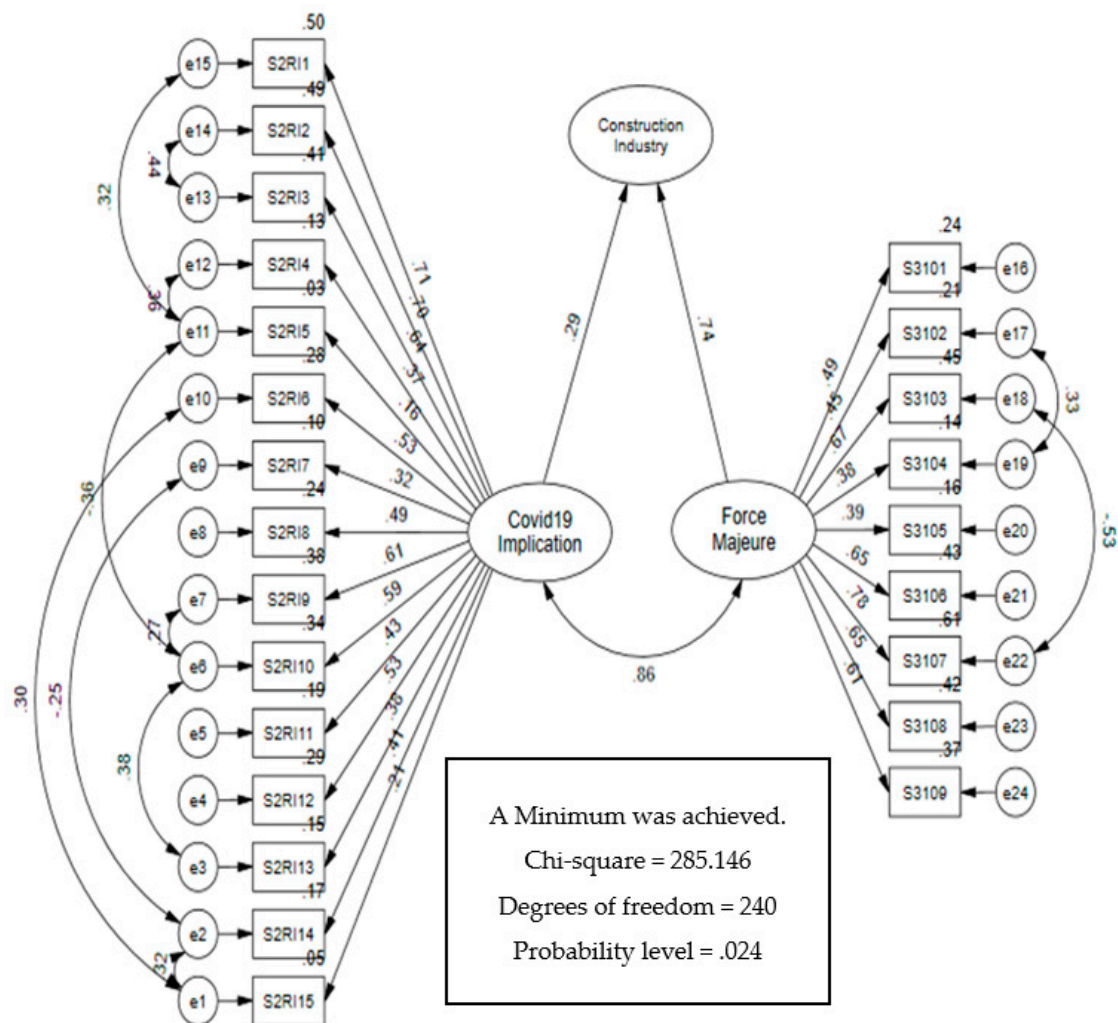 .50
e15
S2RI1
.49
e14
S2RI2
.41
.44
e13
S2RI3
.13
.32
e12
S2RI4
.03
.36
e11
S2RI5
.28
e10
S2RI6
.10
e9
S2RI7
.24
-.36
e8
S2RI8
.38
e7
S2RI9
.34
.27
e6
S2RI10
.19
.30
-.25
e5
S2RI11
.29
.38
e4
S2RI12
.15
e3
S2RI13
.17
e2
S2RI14
.05
.32
e1
S2RI15
.71
.70
.64
.37
.16
.53
.32
.49
.61
.59
.43
.53
.38
.41
.21
Construction
Industry
.29
.74
Covid19
Implication
Force
Majeure
.86
.49
.45
.67
.38
.39
.65
.78
.65
.61
.24
S3101
e16
.21
S3102
e17
.45
S3103
e18
.33
.14
S3104
e19
.16
S3105
e20
-.53
.43
S3106
e21
.61
S3107
e22
.42
S3108
e23
.37
S3109
e24
A Minimum was achieved.
Chi-square = 285.146
Degrees of freedom = 240
Probability level = .024